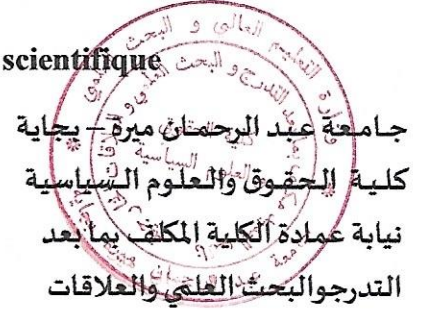 scientifique
جامعة عبد الرحمان ميرة – بجاية
كلية الحقوق والعلوم السياسية
نيابة عمادة الكلية المكلف بما بعد
التدرجوالبحث العلمي والعلاقات